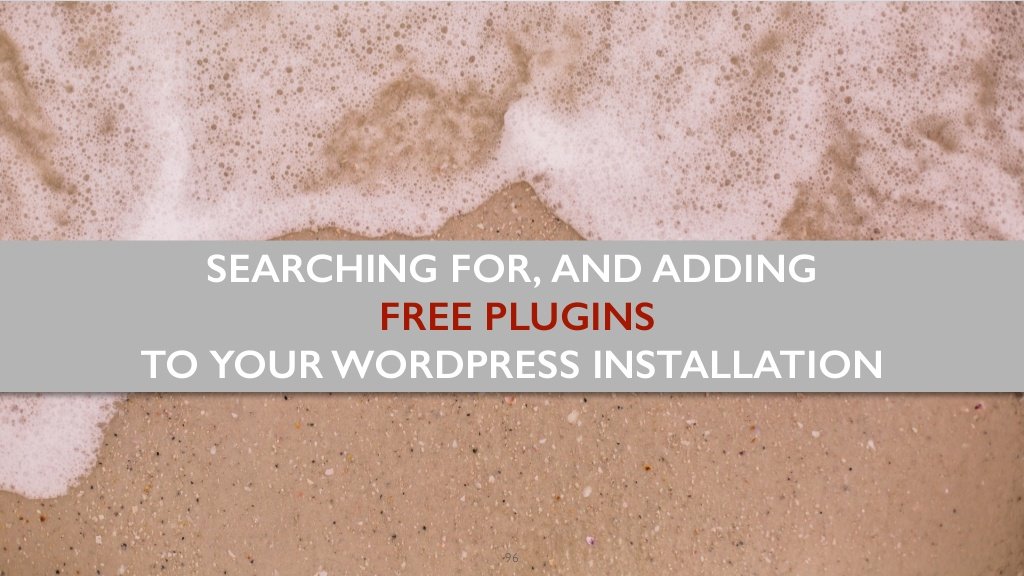 SEARCHING FOR, AND ADDING
FREE PLUGINS
TO YOUR WORDPRESS INSTALLATION
96